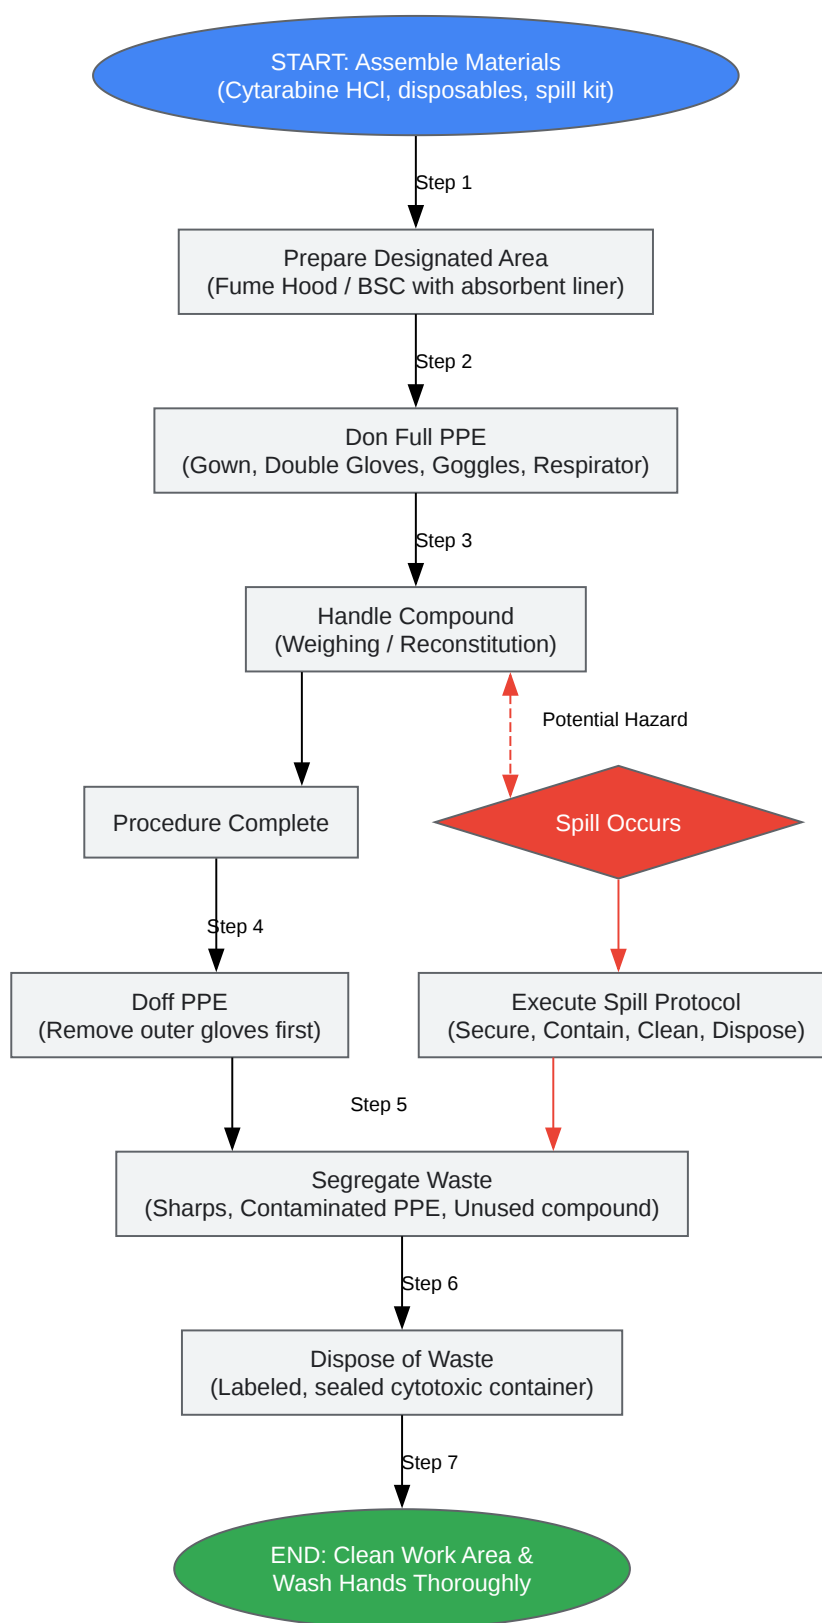 START: Assemble Materials
(Cytarabine HCl, disposables, spill kit)
Step 1
Prepare Designated Area
(Fume Hood / BSC with absorbent liner)
Step 2
Don Full PPE
(Gown, Double Gloves, Goggles, Respirator)
Step 3
Handle Compound
(Weighing / Reconstitution)
Potential Hazard
Procedure Complete
Spill Occurs
Step 4
Doff PPE
(Remove outer gloves first)
Execute Spill Protocol
(Secure, Contain, Clean, Dispose)
Step 5
Segregate Waste
(Sharps, Contaminated PPE, Unused compound)
Step 6
Dispose of Waste
(Labeled, sealed cytotoxic container)
Step 7
END: Clean Work Area &
Wash Hands Thoroughly